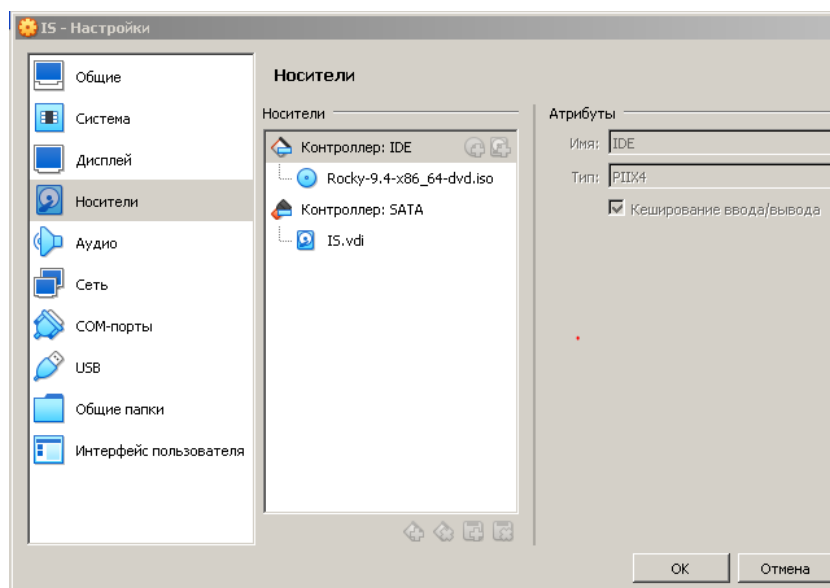 IS - Настройки
Общие
Система
Дисплей
Носители
Аудио
Сеть
COM-порты
USB
Общие папки
Интерфейс пользователя
Носители
Носители
Контроллер: IDE
Rocky-9.4-x86_64-dvd.iso
Контроллер: SATA
IS.vdi
Атрибуты
Имя: IDE
Тип: PIIX4
Кеширование ввода/вывода
OK
Отмена